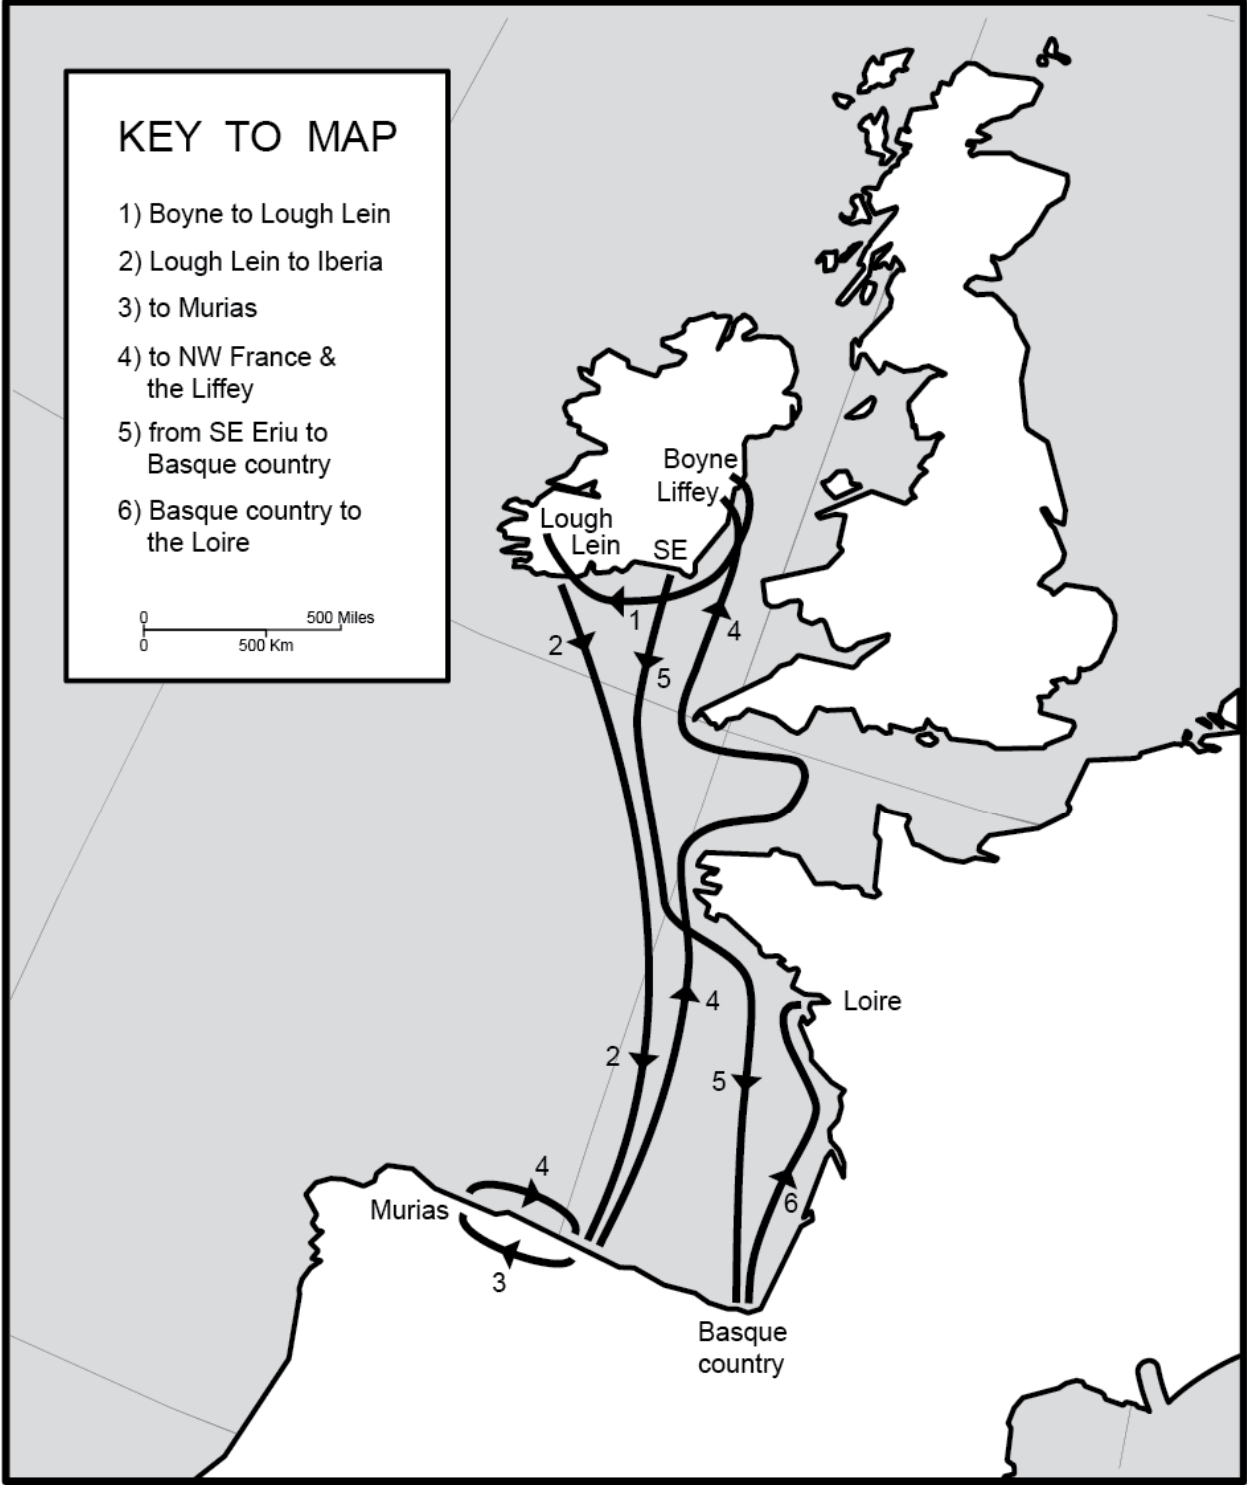 KEY TO MAP
1) Boyne to Lough Lein
2) Lough Lein to Iberia
3) to Murias
4) to NW France &
the Liffey
5) from SE Eriu to
Basque country
6) Basque country to
the Loire
0 500 Miles
0 500 Km
Boyne
Liffey
Lough
Lein
SE
1
2
4
5
Loire
4
2
5
4
6
Murias
3
Basque
country